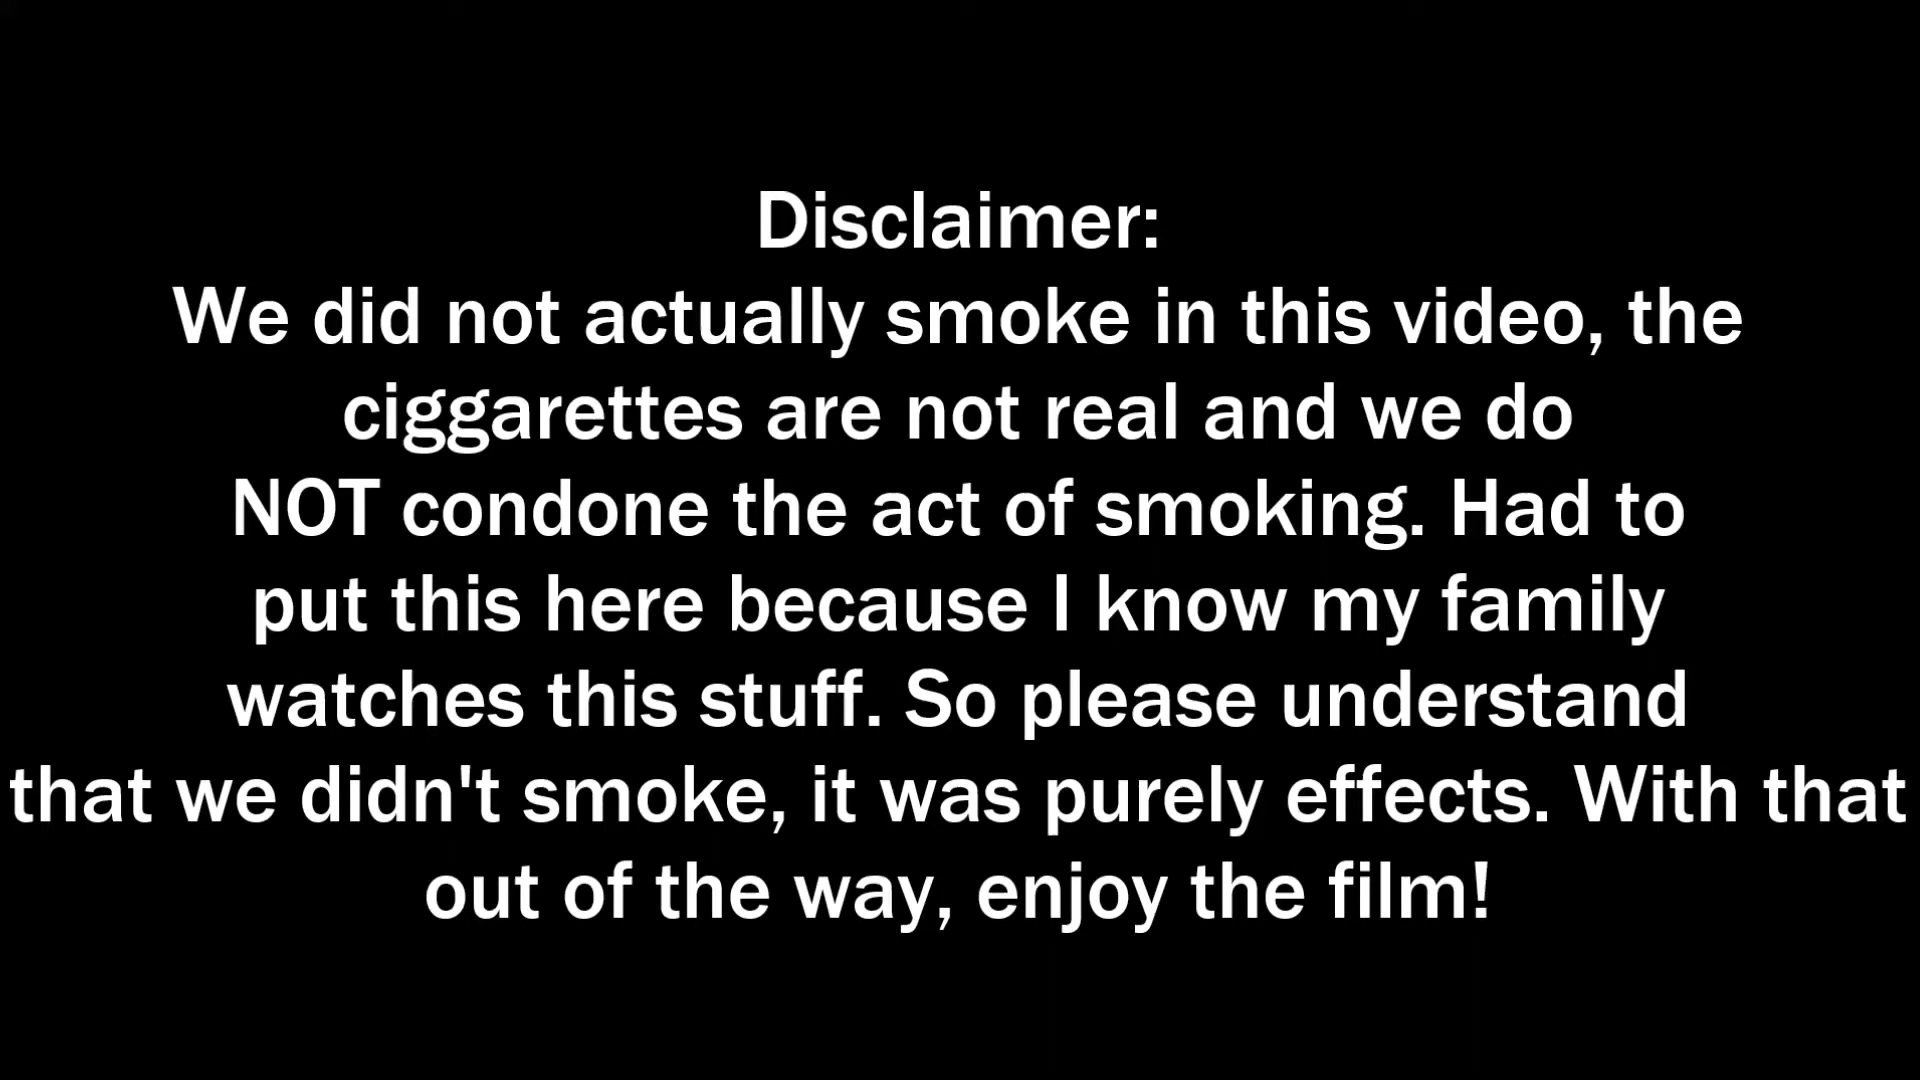 Disclaimer:
We did not actually smoke in this video, the
ciggarettes are not real and we do
NOT condone the act of smoking. Had to
put this here because I know my family
watches this stuff. So please understand
that we didn't smoke, it was purely effects. With that
out of the way, enjoy the film!